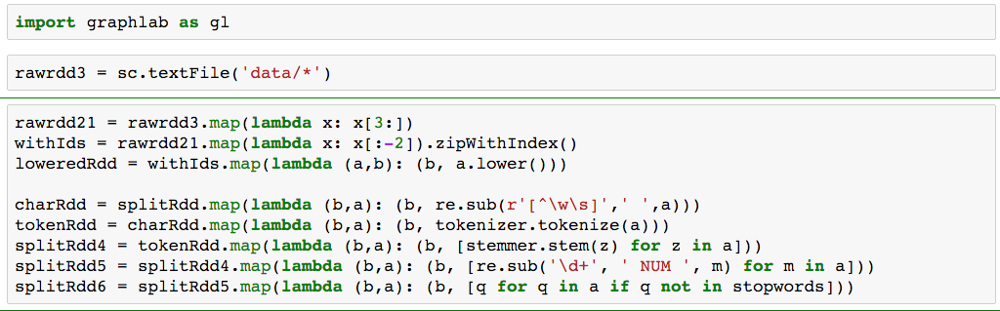 import graphlab as gl
rawrdd3 = sc.textFile('data/*')
rawrdd21 = rawrdd3.map(lambda x: x[3:])
withIds = rawrdd21.map(lambda x: x[:-2]).zipWithIndex()
loweredRdd = withIds.map(lambda (a,b): (b, a.lower()))
charRdd = splitRdd.map(lambda (b,a): (b, re.sub(r'[^\w\s]',' ',a)))
tokenRdd = charRdd.map(lambda (b,a): (b, tokenizer.tokenize(a)))
splitRdd4 = tokenRdd.map(lambda (b,a): (b, [stemmer.stem(z) for z in a]))
splitRdd5 = splitRdd4.map(lambda (b,a): (b, [re.sub('\d+', ' NUM ', m) for m in a]))
splitRdd6 = splitRdd5.map(lambda (b,a): (b, [q for q in a if q not in stopwords]))